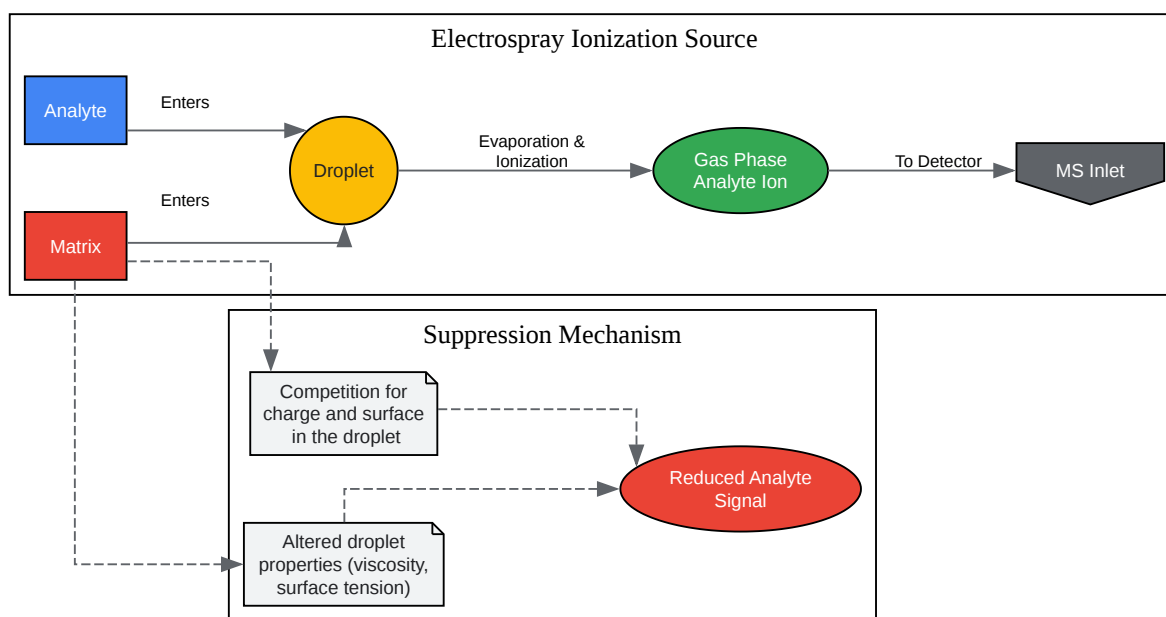 Electrospray Ionization Source
Analyte
Enters
Droplet
Evaporation &
Ionization
Gas Phase
Analyte Ion
To Detector
MS Inlet
Enters
Matrix
Suppression Mechanism
Competition for
charge and surface
in the droplet
Reduced Analyte
Signal
Altered droplet
properties (viscosity,
surface tension)